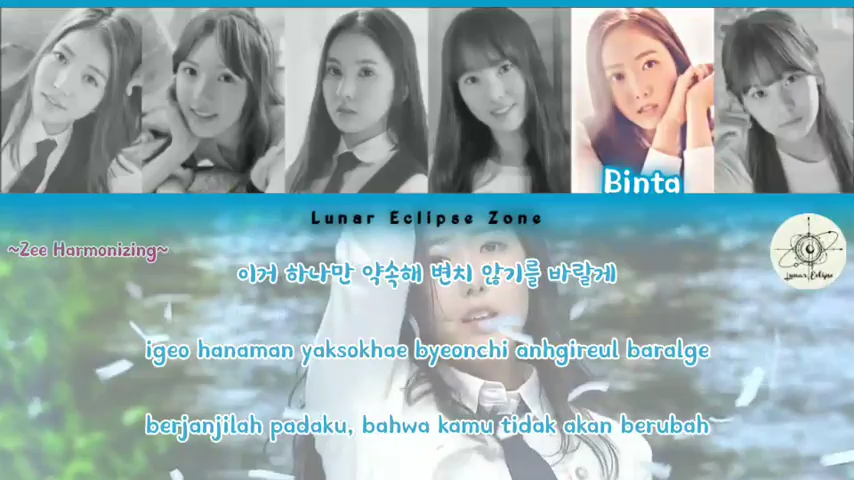 Binta
Lunar Eclipse Zone
~Zee Harmonizing~
Lunar Eclipse
이거 하나만 약속해 변치 않기를 바랄게
igeo hanaman yaksokhae byeonchi anhgireul baralge
berjanjilah padaku, bahwa kamu tidak akan berubah